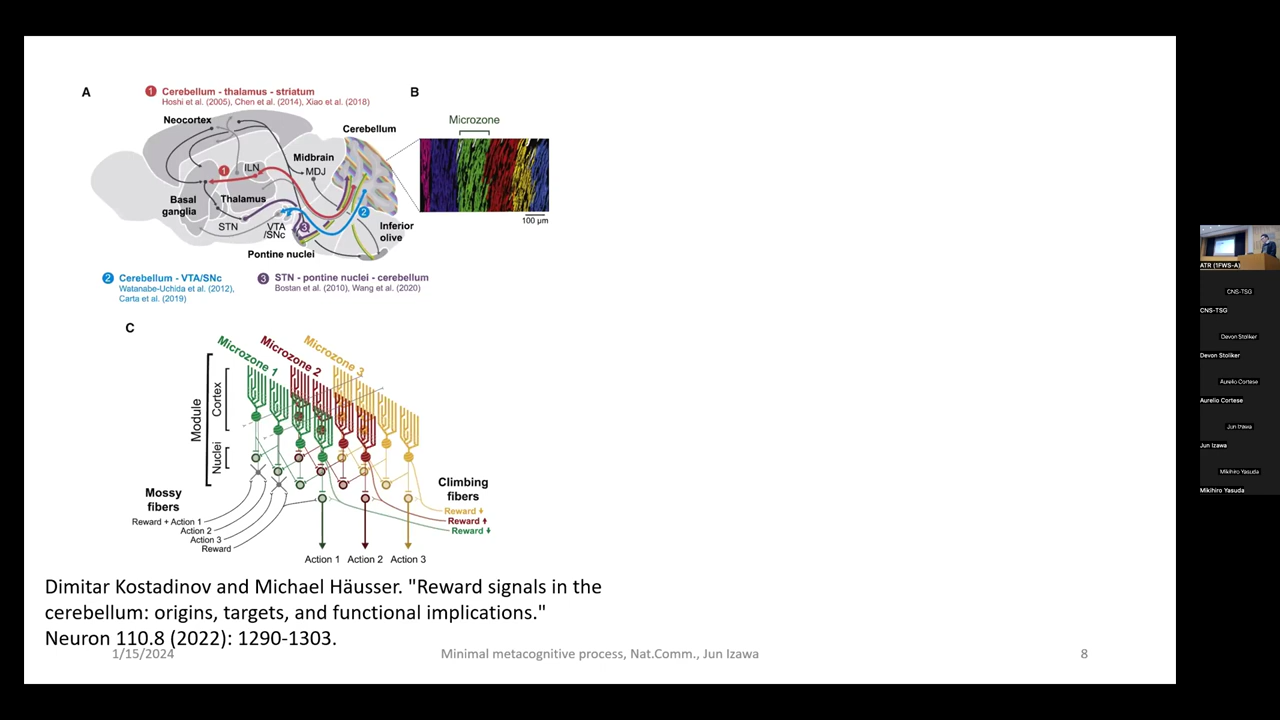 A
1 Cerebellum - thalamus - striatum
Hoshi et al. (2005), Chen et al. (2014), Xiao et al. (2018)
Neocortex
Cerebellum
Midbrain
MDJ
1
ILN
Basal
ganglia
Thalamus
STN
VTA
/SNc
3
2
Inferior
olive
Pontine nuclei
2 Cerebellum - VTA/SNc
Watanabe-Uchida et al. (2012),
Carta et al. (2019)
3 STN - pontine nuclei - cerebellum
Bostan et al. (2010), Wang et al. (2020)
B
Microzone
100 µm
C
Microzone 1
Microzone 2
Microzone 3
Module
Cortex
Nuclei
Mossy
fibers
Reward + Action 1
Action 2
Action 3
Reward
Climbing
fibers
Reward
Reward
Reward
Action 1 Action 2 Action 3
Dimitar Kostadinov and Michael Häusser. "Reward signals in the
cerebellum: origins, targets, and functional implications."
Neuron 110.8 (2022): 1290-1303.
1/15/2024
Minimal metacognitive process, Nat.Comm., Jun Izawa
8
ATR (1FWS-A)
CNS-TSG
CNS-TSG
Devon Stoliker
Devon Stoliker
Aurelio Cortese
Aurelio Cortese
Jun Izawa
Jun Izawa
Mikihiro Yasuda
Mikihiro Yasuda